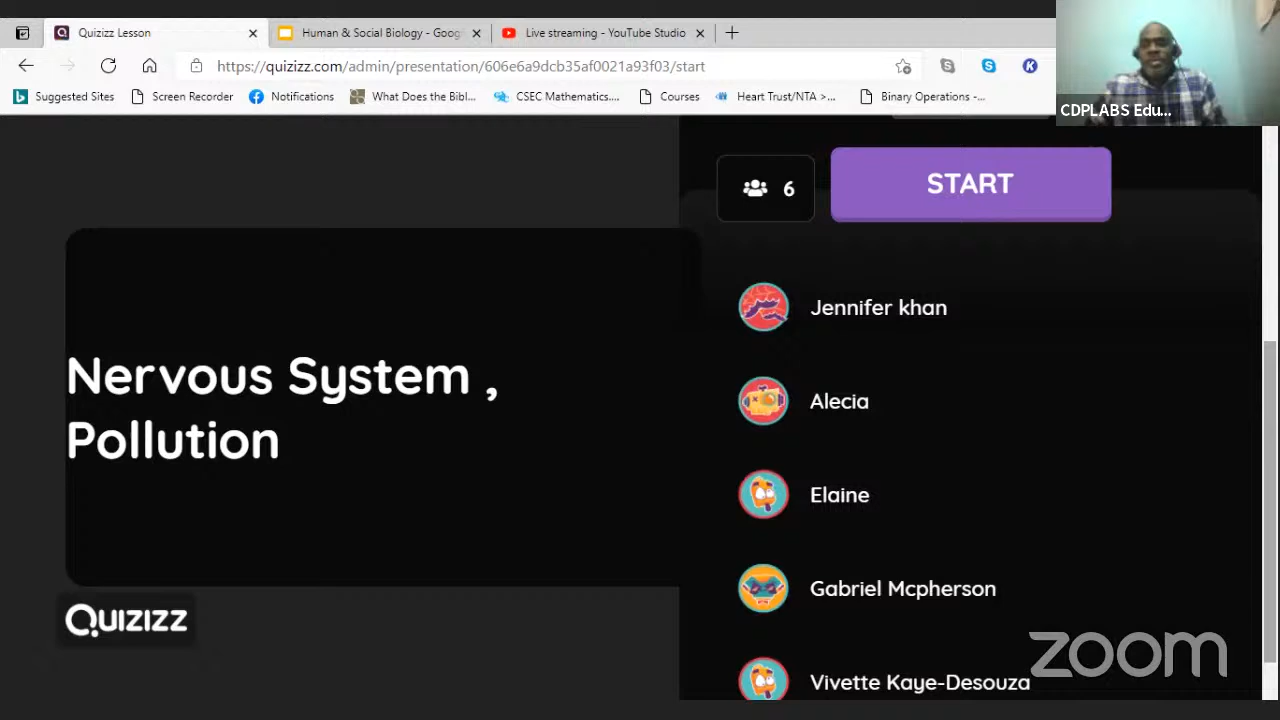 Quizizz Lesson
Human & Social Biology - Goog
Live streaming - YouTube Studio
https://quizizz.com/admin/presentation/606e6a9dcb35af0021a93f03/start
Suggested Sites
Screen Recorder
Notifications
What Does the Bibl...
CSEC Mathematics....
Courses
Heart Trust/NTA >...
Binary Operations -...
CDPLABS Edu...
6
START
Nervous System ,
Pollution
Jennifer khan
Alecia
Elaine
Gabriel Mcpherson
Vivette Kaye-Desouza
QUIZIZZ
zoom